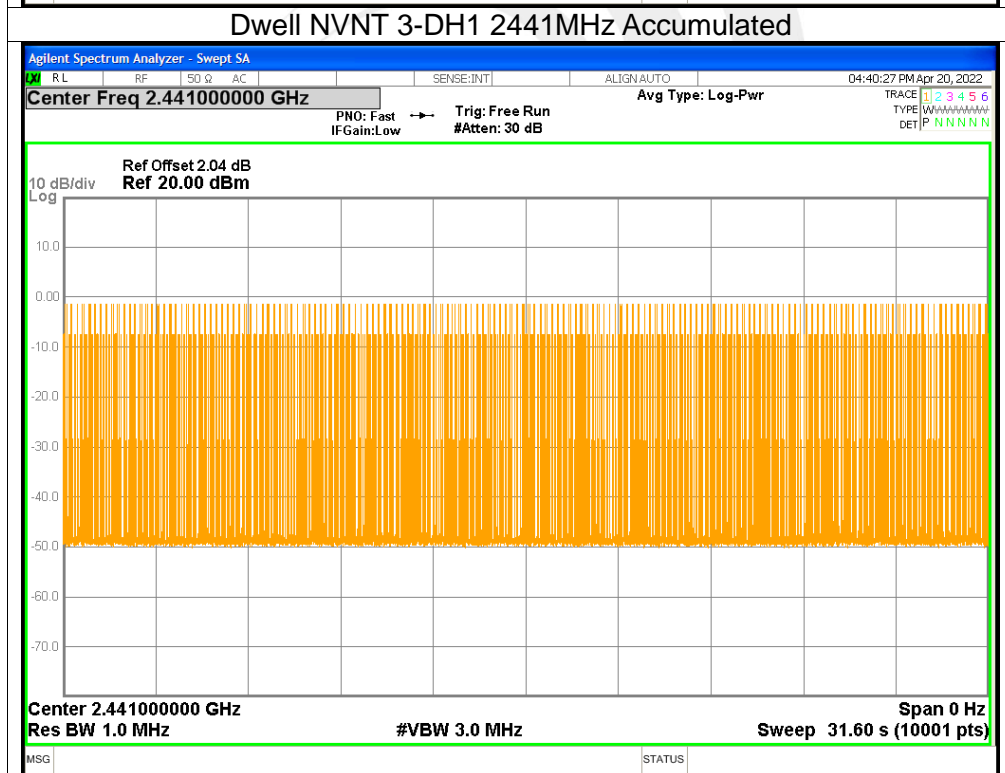 Dwell NVNT 3-DH1 2441MHz Accumulated
Agilent Spectrum Analyzer - Swept SA
LXI RL RF 50 Ω AC SENSE:INT ALIGN AUTO 04:40:27 PM Apr 20, 2022
Center Freq 2.441000000 GHz Avg Type: Log-Pwr TRACE 1 2 3 4 5 6
PNO: Fast Trig: Free Run TYPE WWWWWW
IFGain:Low #Atten: 30 dB DET P N N N N N
Ref Offset 2.04 dB
10 dB/div Ref 20.00 dBm
Log
10.0
0.00
-10.0
-20.0
-30.0
-40.0
-50.0
-60.0
-70.0
Center 2.441000000 GHz Span 0 Hz
Res BW 1.0 MHz #VBW 3.0 MHz Sweep 31.60 s (10001 pts)
MSG STATUS